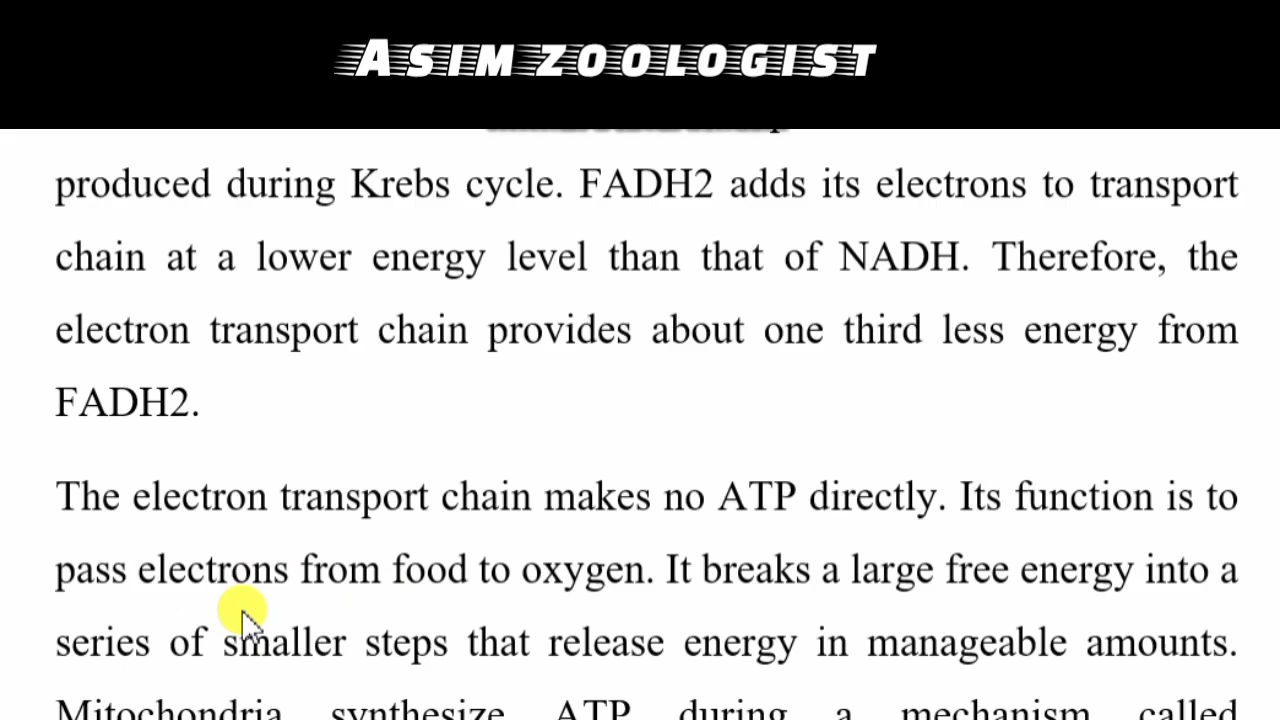 ASIM ZOOLOGIST
produced during Krebs cycle. FADH2 adds its electrons to transport
chain at a lower energy level than that of NADH. Therefore, the
electron transport chain provides about one third less energy from
FADH2.
The electron transport chain makes no ATP directly. Its function is to
pass electrons from food to oxygen. It breaks a large free energy into a
series of smaller steps that release energy in manageable amounts.
Mitochondria synthesize ATP during a mechanism called